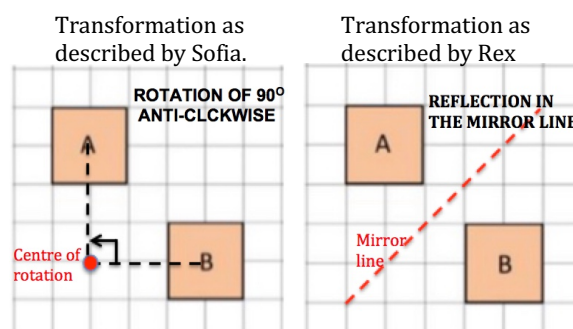 Transformation as
described by Sofia.
ROTATION OF 90O
ANTI-CLCKWISE
A
Centre of
rotation
B
Transformation as
described by Rex
REFLECTION IN
THE MIRROR LINE
A
Mirror
line
B